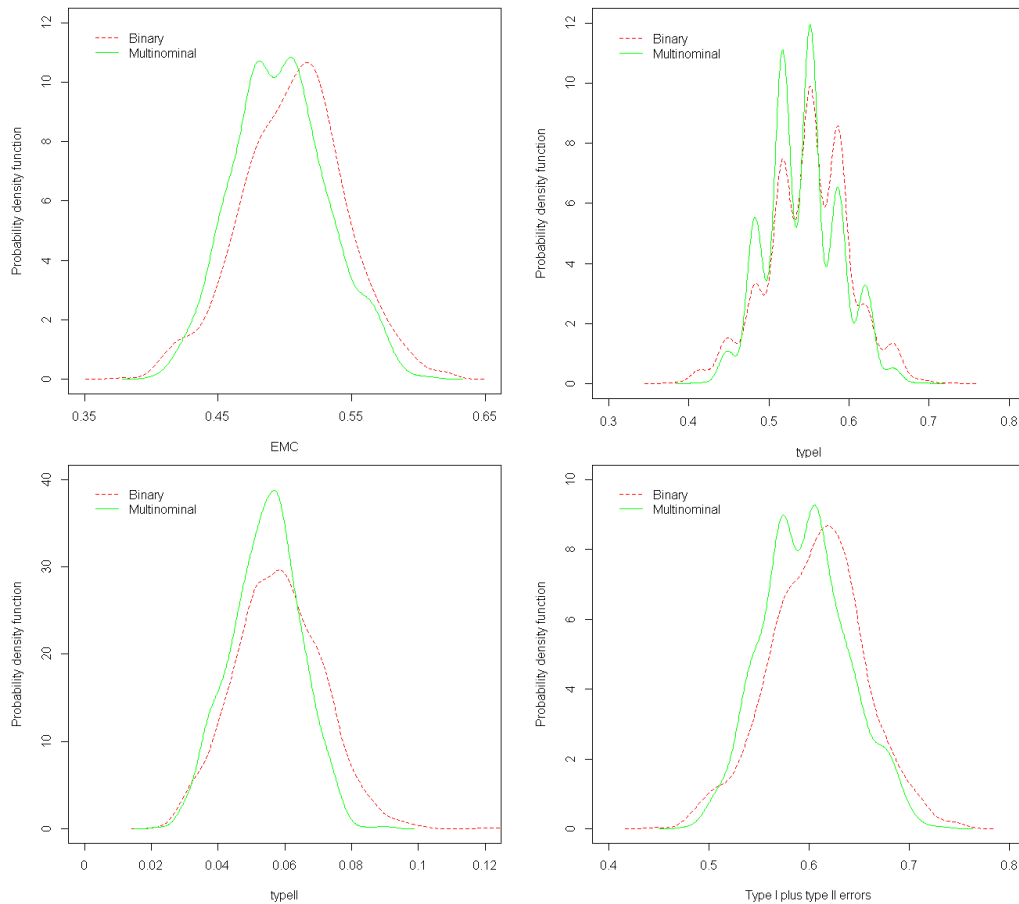 Probability density function
0 2 4 6 8 10 12
Binary
Multinominal
0.35 0.45 0.55 0.65
EMC
Probability density function
0 2 4 6 8 10 12
Binary
Multinominal
0.3 0.4 0.5 0.6 0.7 0.8
typeI
Probability density function
0 10 20 30 40
Binary
Multinominal
0 0.02 0.04 0.06 0.08 0.1 0.12
typeII
Probability density function
0 2 4 6 8 10
Binary
Multinominal
0.4 0.5 0.6 0.7 0.8
Type I plus type II errors